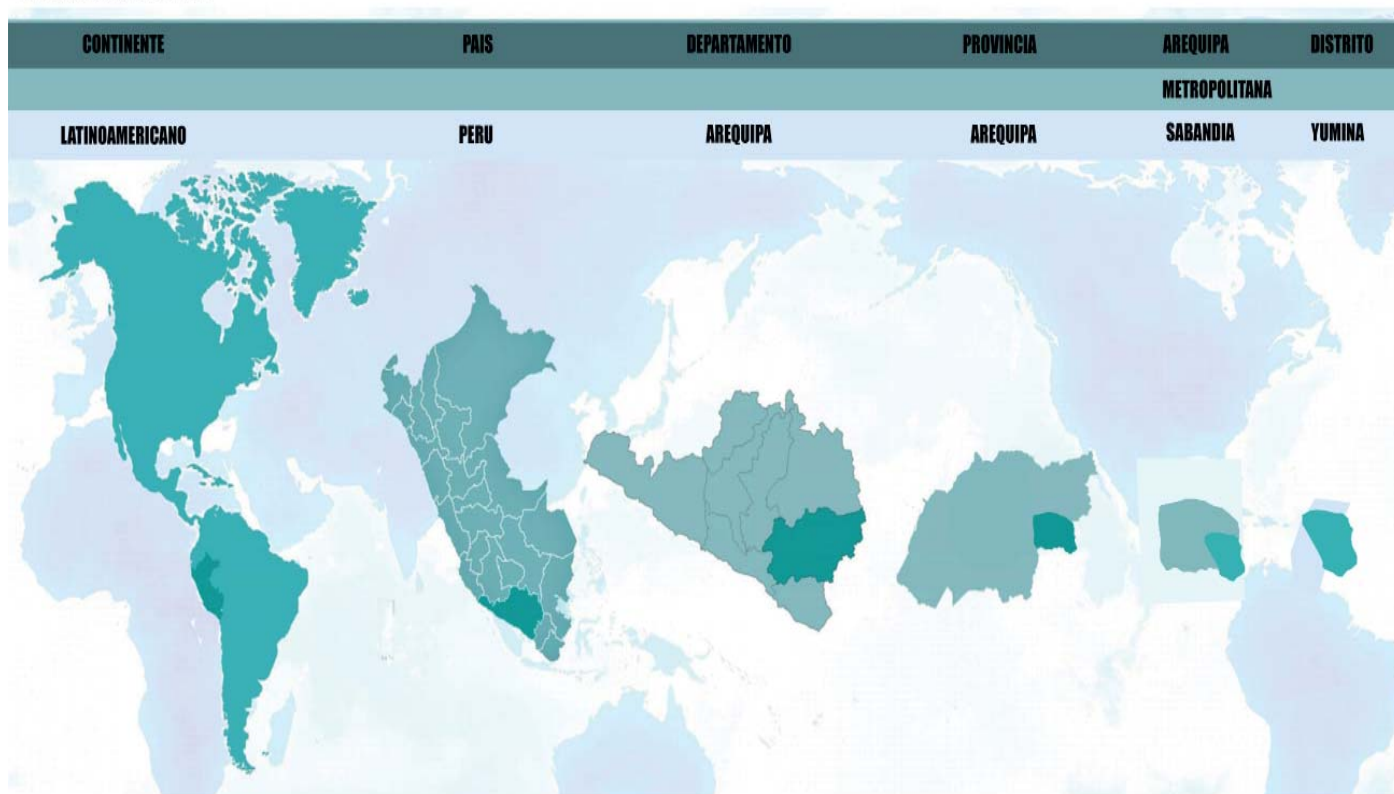 CONTINENTE PAIS DEPARTAMENTO PROVINCIA AREQUIPA DISTRITO
METROPOLITANA
LATINOAMERICANO PERU AREQUIPA AREQUIPA SABANDIA YUMINA